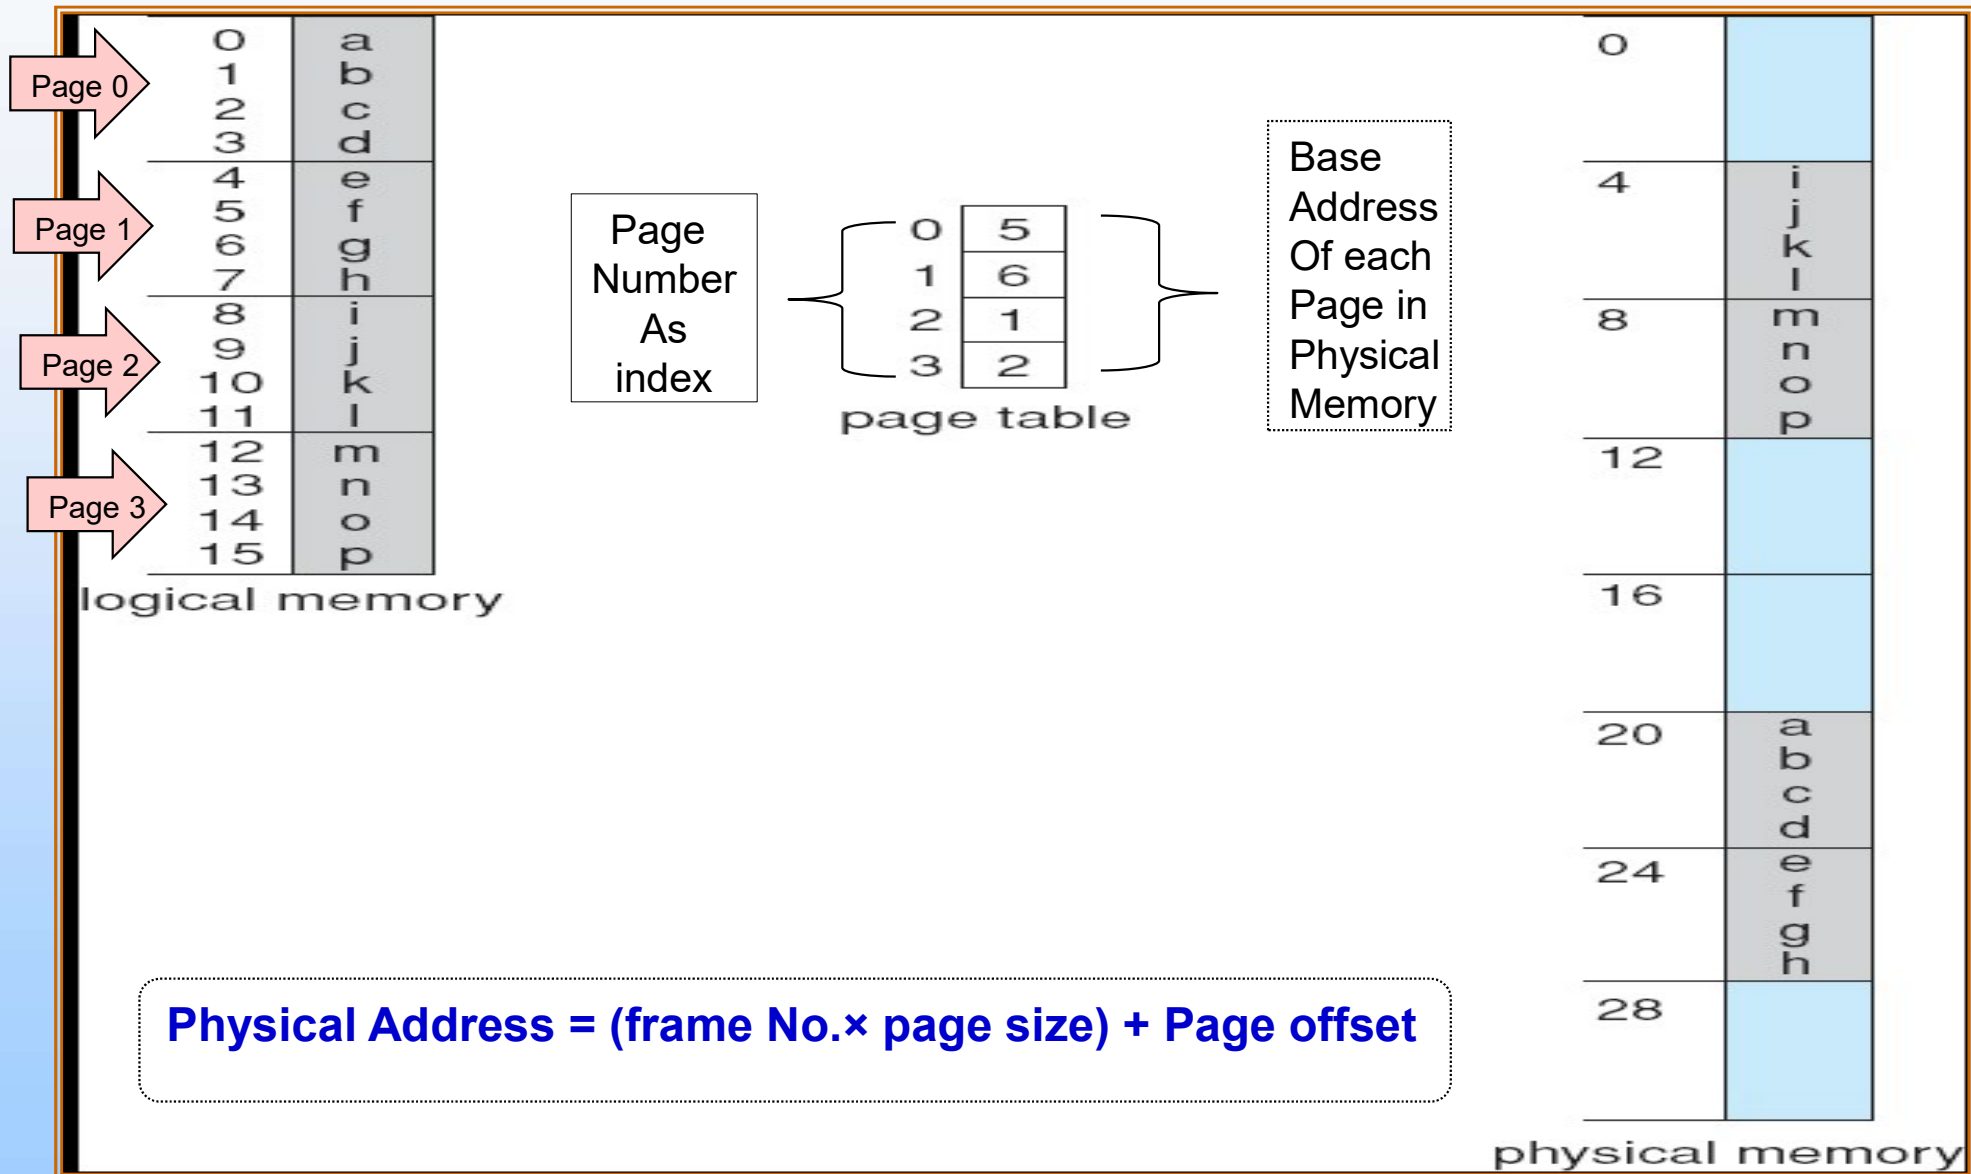 Page 0
0 a
1 b
2 c
3 d
Page 1
4 e
5 f
6 g
7 h
Page 2
8 i
9 j
10 k
11 l
Page 3
12 m
13 n
14 o
15 p
logical memory
Page
Number
As
index
0 5
1 6
2 1
3 2
page table
Base
Address
Of each
Page in
Physical
Memory
0
4 i
j
k
l
8 m
n
o
p
12
16
20 a
b
c
d
24 e
f
g
h
28
physical memory
Physical Address = (frame No.× page size) + Page offset